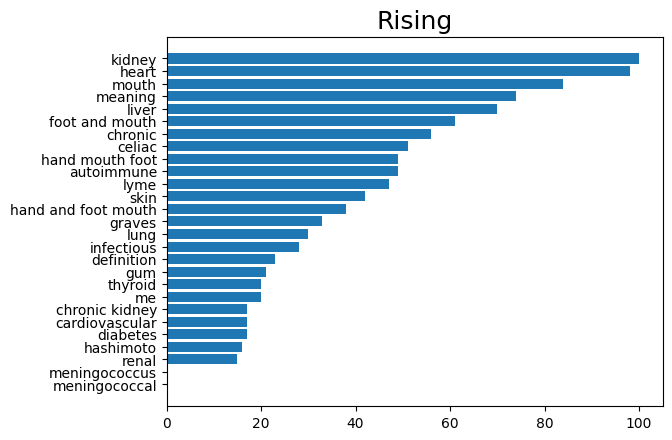 Rising
kidney
heart
mouth
meaning
liver
foot and mouth
chronic
celiac
hand mouth foot
autoimmune
lyme
skin
hand and foot mouth
graves
lung
infectious
definition
gum
thyroid
me
chronic kidney
cardiovascular
diabetes
hashimoto
renal
meningococcus
meningococcal
0 20 40 60 80 100